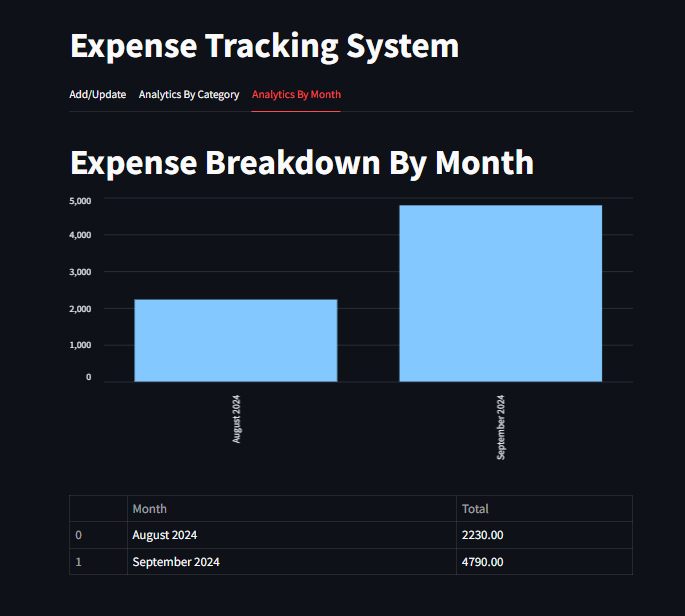 Expense Tracking System
Add/Update Analytics By Category Analytics By Month
Expense Breakdown By Month
5,000
4,000
3,000
2,000
1,000
0
August 2024
September 2024
Month Total
0 August 2024 2230.00
1 September 2024 4790.00